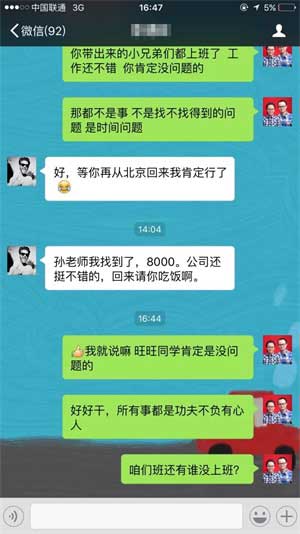 中国联通 3G 16:47 5%
微信(92)
你带出来的小兄弟们都上班了 工
作还不错 你肯定没问题的
那都不是事 不是找不找得到的问
题 是时间问题
好，等你再从北京回来我肯定行了
14:04
孙老师我找到了，8000。公司还
挺不错的，回来请你吃饭啊。
16:44
我就说嘛 旺旺同学肯定是没问
题的
好好干，所有事都是功夫不负有心
人
咱们班还有谁没上班?